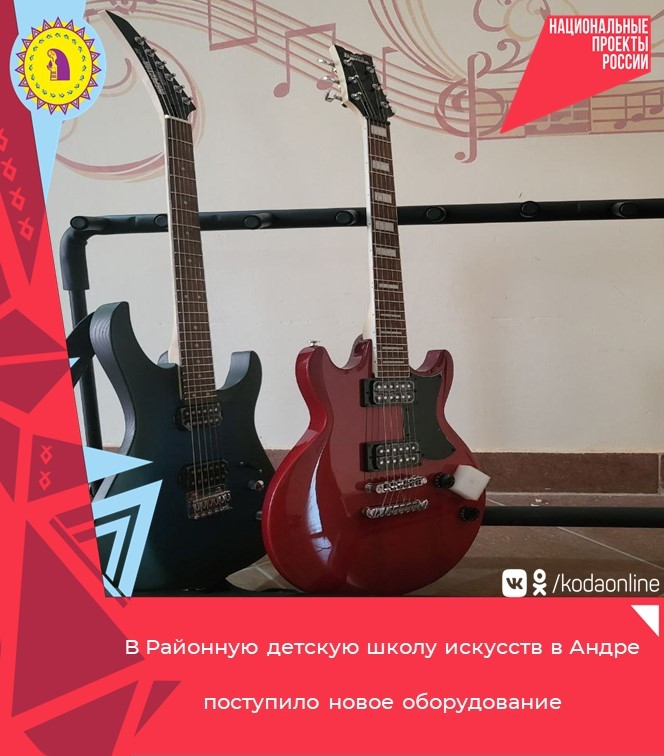 НАЦИОНАЛЬНЫЕ
ПРОЕКТЫ
РОССИИ
/kodaonline
В Районную детскую школу искусств в Андре
поступило новое оборудование